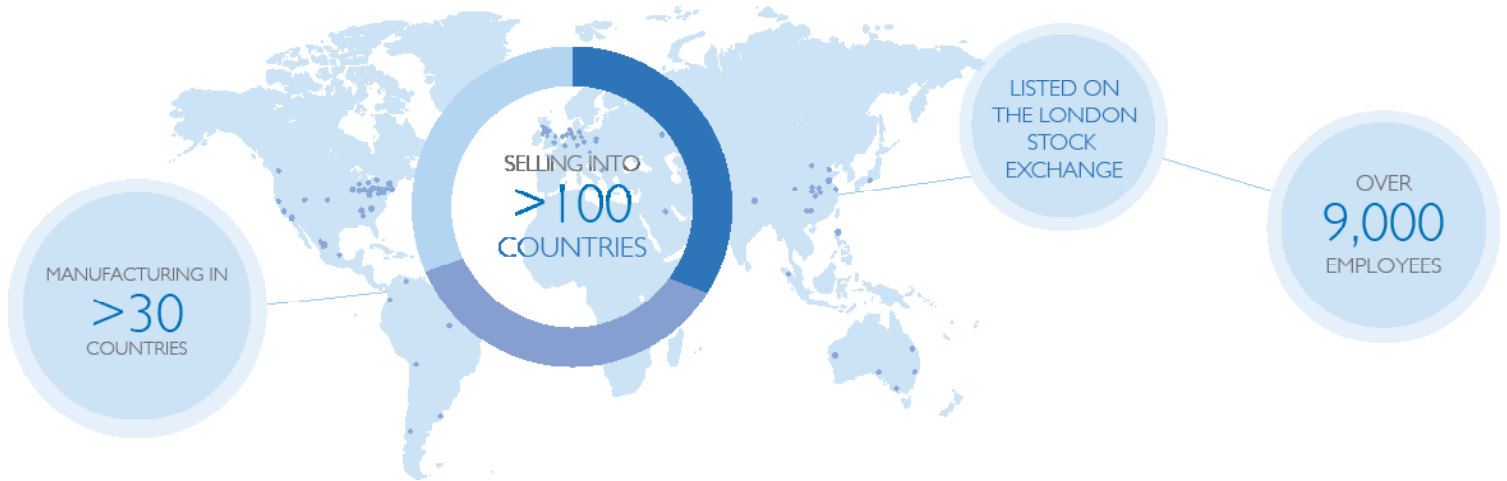 MANUFACTURING IN
>30
COUNTRIES
SELLING INTO
>100
COUNTRIES
LISTED ON
THE LONDON
STOCK
EXCHANGE
OVER
9,000
EMPLOYEES